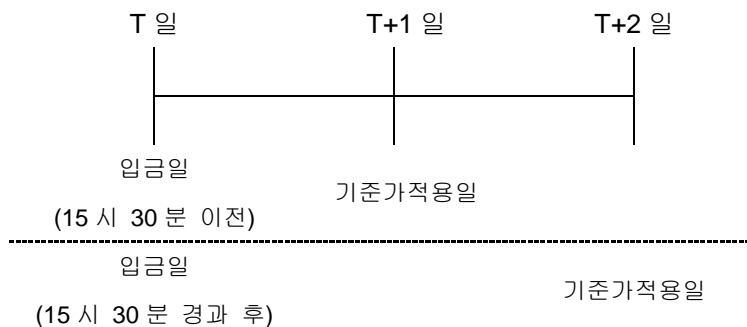 T 일 T+1 일 T+2 일
입금일
(15 시 30 분 이전)
기준가적용일
입금일
(15 시 30 분 경과 후)
기준가적용일